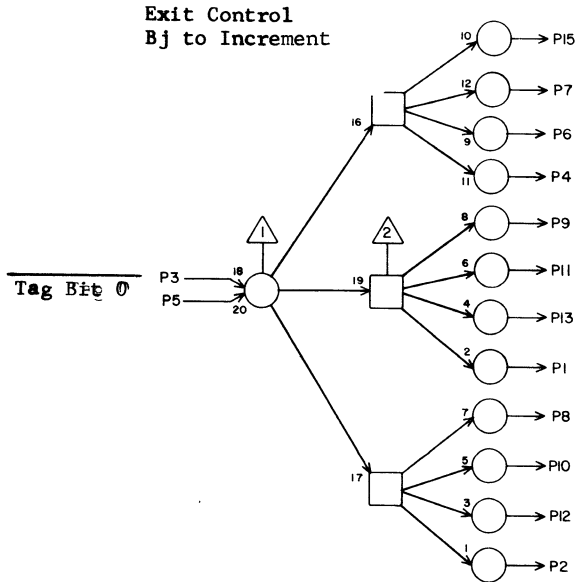 Exit Control
Bj to Increment
10 P15
12 P7
16
9 P6
11 P4
1
2
8 P9
P3 18
19
6 P11
Tag Bit 0
P5 20
4 P13
2 P1
7 P8
17
5 P10
3 P12
1 P2